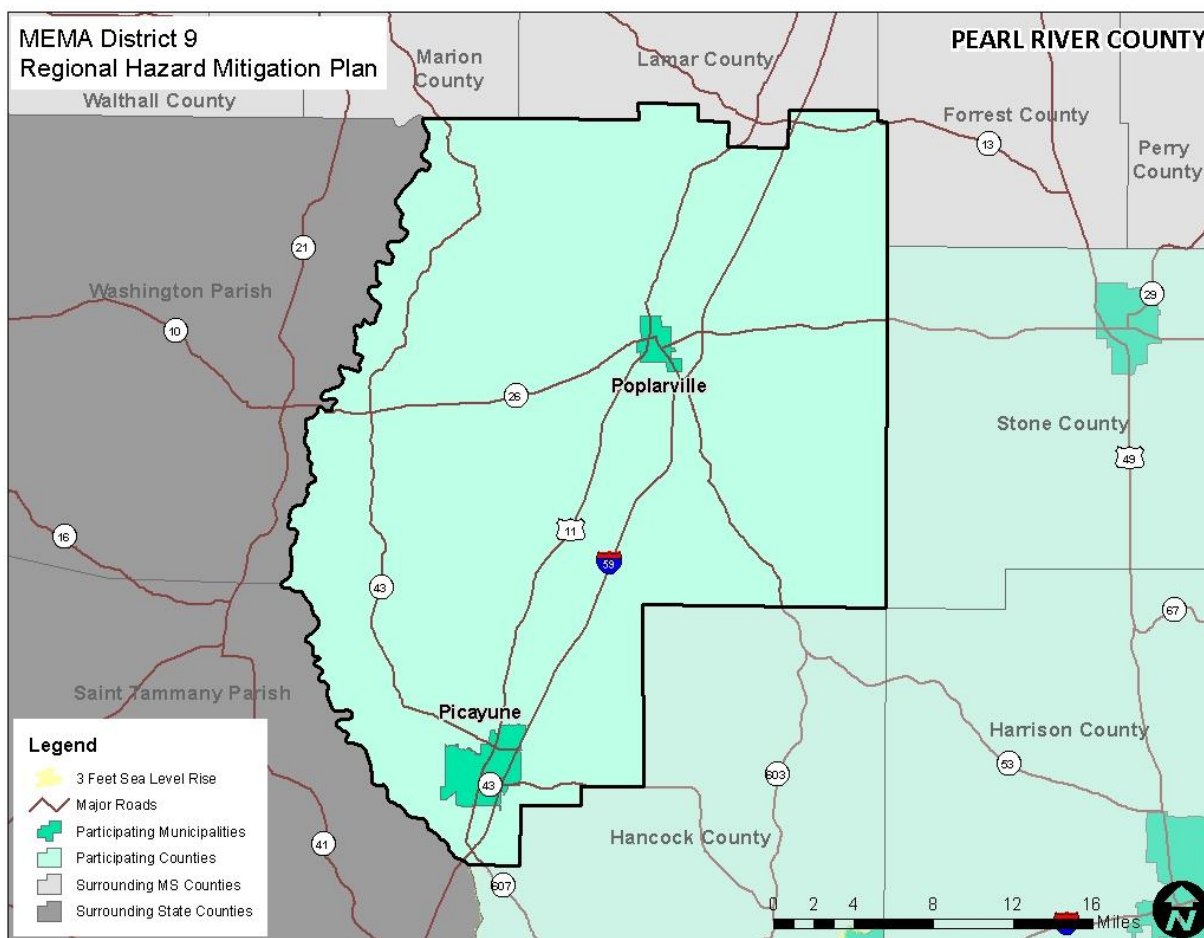 MEMA District 9
Regional Hazard Mitigation Plan
PEARL RIVER COUNTY
Marion
County
Lamar County
Walthall County
Forrest County
13
Perry
County
21
Washington Parish
10
29
Poplarville
26
Stone County
49
11
16
59
43
67
Saint Tammany Parish
Picayune
Harrison County
53
603
43
Hancock County
41
607
Legend
3 Feet Sea Level Rise
Major Roads
Participating Municipalities
Participating Counties
Surrounding MS Counties
Surrounding State Counties
0 2 4 8 12 16
Miles
N